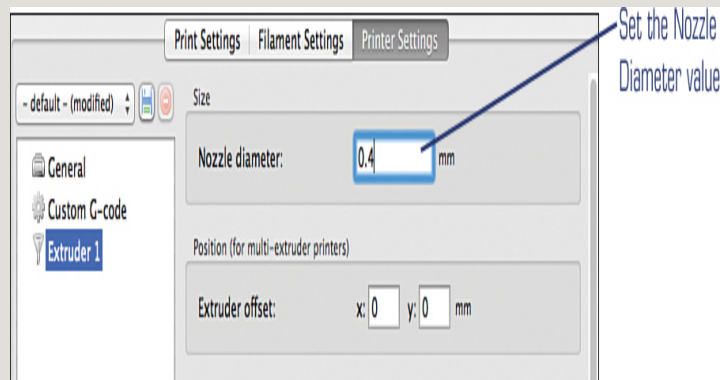 Print Settings Filament Settings Printer Settings
Set the Nozzle
Diameter value
- default - (modified)
Size
Nozzle diameter: 0.4 mm
General
Custom G-code
Extruder 1
Position (for multi-extruder printers)
Extruder offset: x: 0 y: 0 mm